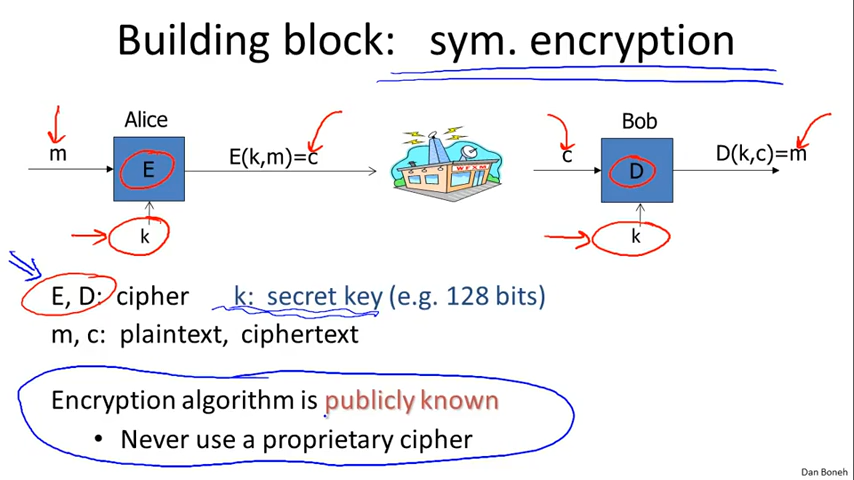 Building block: sym. encryption
Alice
Bob
m
E
E(k,m)=c
c
D
D(k,c)=m
k
k
E, D: cipher k: secret key (e.g. 128 bits)
m, c: plaintext, ciphertext
Encryption algorithm is publicly known
• Never use a proprietary cipher
Dan Boneh